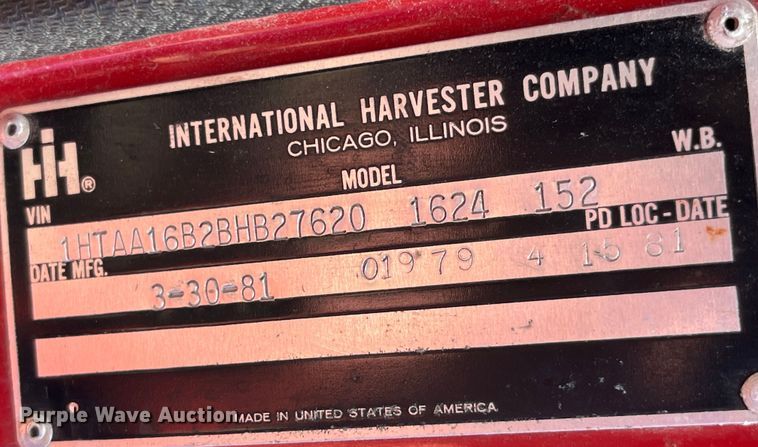 INTERNATIONAL HARVESTER COMPANY
CHICAGO, ILLINOIS
IH®
MODEL
W.B.
VIN
1HTAA16B2BHB27620 1624 152
DATE MFG.
PD LOC-DATE
3-30-81 01979 4 15 81
MADE IN UNITED STATES OF AMERICA
Purple Wave Auction